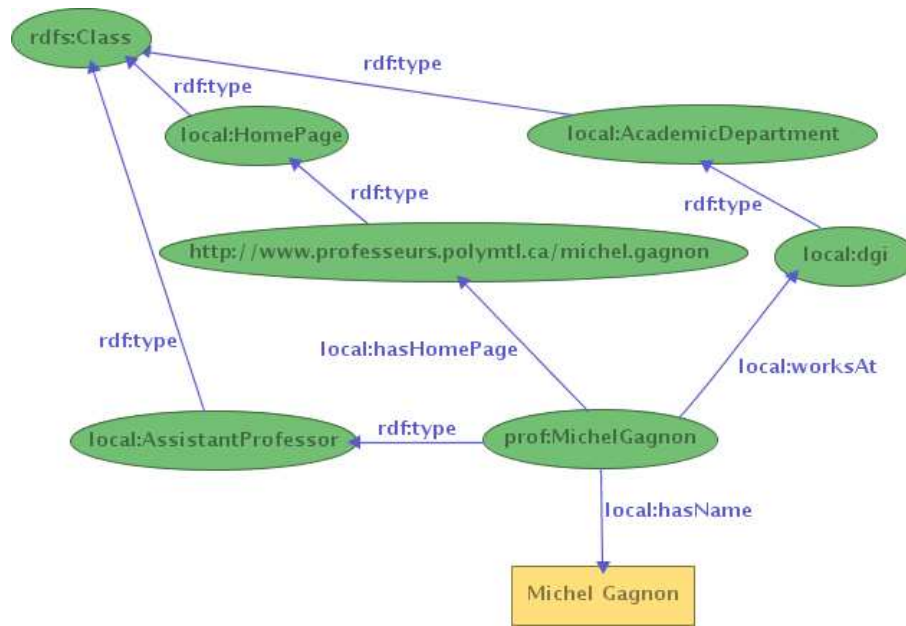 rdfs:Class
rdf:type
rdf:type
local:HomePage
local:AcademicDepartment
rdf:type
rdf:type
http://www.professeurs.polymtl.ca/michel.gagnon
local:dgi
rdf:type
local:hasHomePage
local:worksAt
local:AssistantProfessor
rdf:type
prof:MichelGagnon
local:hasName
Michel Gagnon